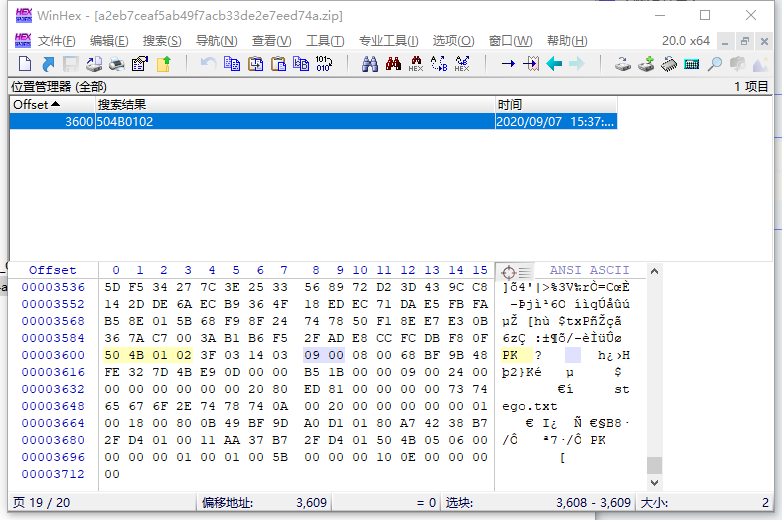 WinHex - [a2eb7ceaf5ab49f7acb33de2e7eed74a.zip]
文件(F) 编辑(E) 搜索(S) 导航(N) 查看(V) 工具(T) 专业工具(I) 选项(O) 窗口(W) 帮助(H) 20.0 x64
位置管理器 (全部) 1 项目
Offset 搜索结果 时间
3600 504B0102 2020/09/07 15:37:...
Offset 0 1 2 3 4 5 6 7 8 9 10 11 12 13 14 15 ANSI ASCII
00003536 5D F5 34 27 7C 3E 25 33 56 89 72 D2 3D 43 9C C8 ]õ4'|>%3V‰rÒ=CœÈ
00003552 14 2D DE 6A EC B9 36 4F 18 ED EC 71 DA E5 FB FA -Þjì¹6O íìqÚåûú
00003568 B5 8E 01 5B 68 F9 8F 24 74 78 50 F1 8E E7 E3 0B µŽ [hù $txPñŽçã
00003584 36 7A C7 00 3A B1 B6 F5 2F AD E8 CC FC DB F8 0F 6zÇ :±¶õ/-èÌüÛø
00003600 50 4B 01 02 3F 03 14 03 09 00 08 00 68 BF 9B 48 PK ? h¿›H
00003616 FE 32 7D 4B E9 0D 00 00 B5 1B 00 00 09 00 24 00 þ2}Ké µ $
00003632 00 00 00 00 00 00 20 80 ED 81 00 00 00 00 73 74 €í st
00003648 65 67 6F 2E 74 78 74 0A 00 20 00 00 00 00 00 01 ego.txt
00003664 00 18 00 80 0B 49 BF 9D A0 D1 01 80 A7 42 38 B7 € I¿ Ñ €§B8·
00003680 2F D4 01 00 11 AA 37 B7 2F D4 01 50 4B 05 06 00 /Ô ª7·/Ô PK
00003696 00 00 00 01 00 01 00 5B 00 00 00 10 0E 00 00 00 [
00003712 00
页 19 / 20 偏移地址: 3,609 = 0 选块: 3,608 - 3,609 大小: 2